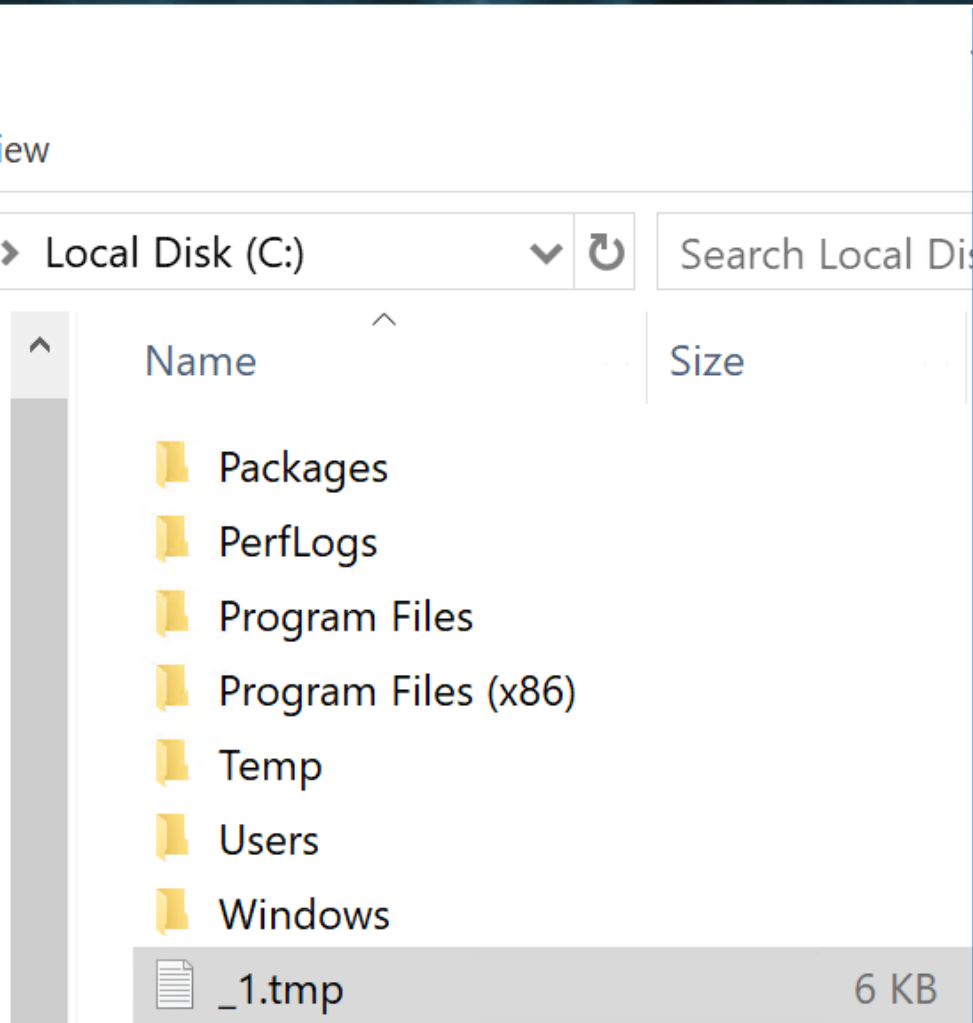 iew
Local Disk (C:)
Search Local Dis
Name Size
Packages
PerfLogs
Program Files
Program Files (x86)
Temp
Users
Windows
_1.tmp 6 KB